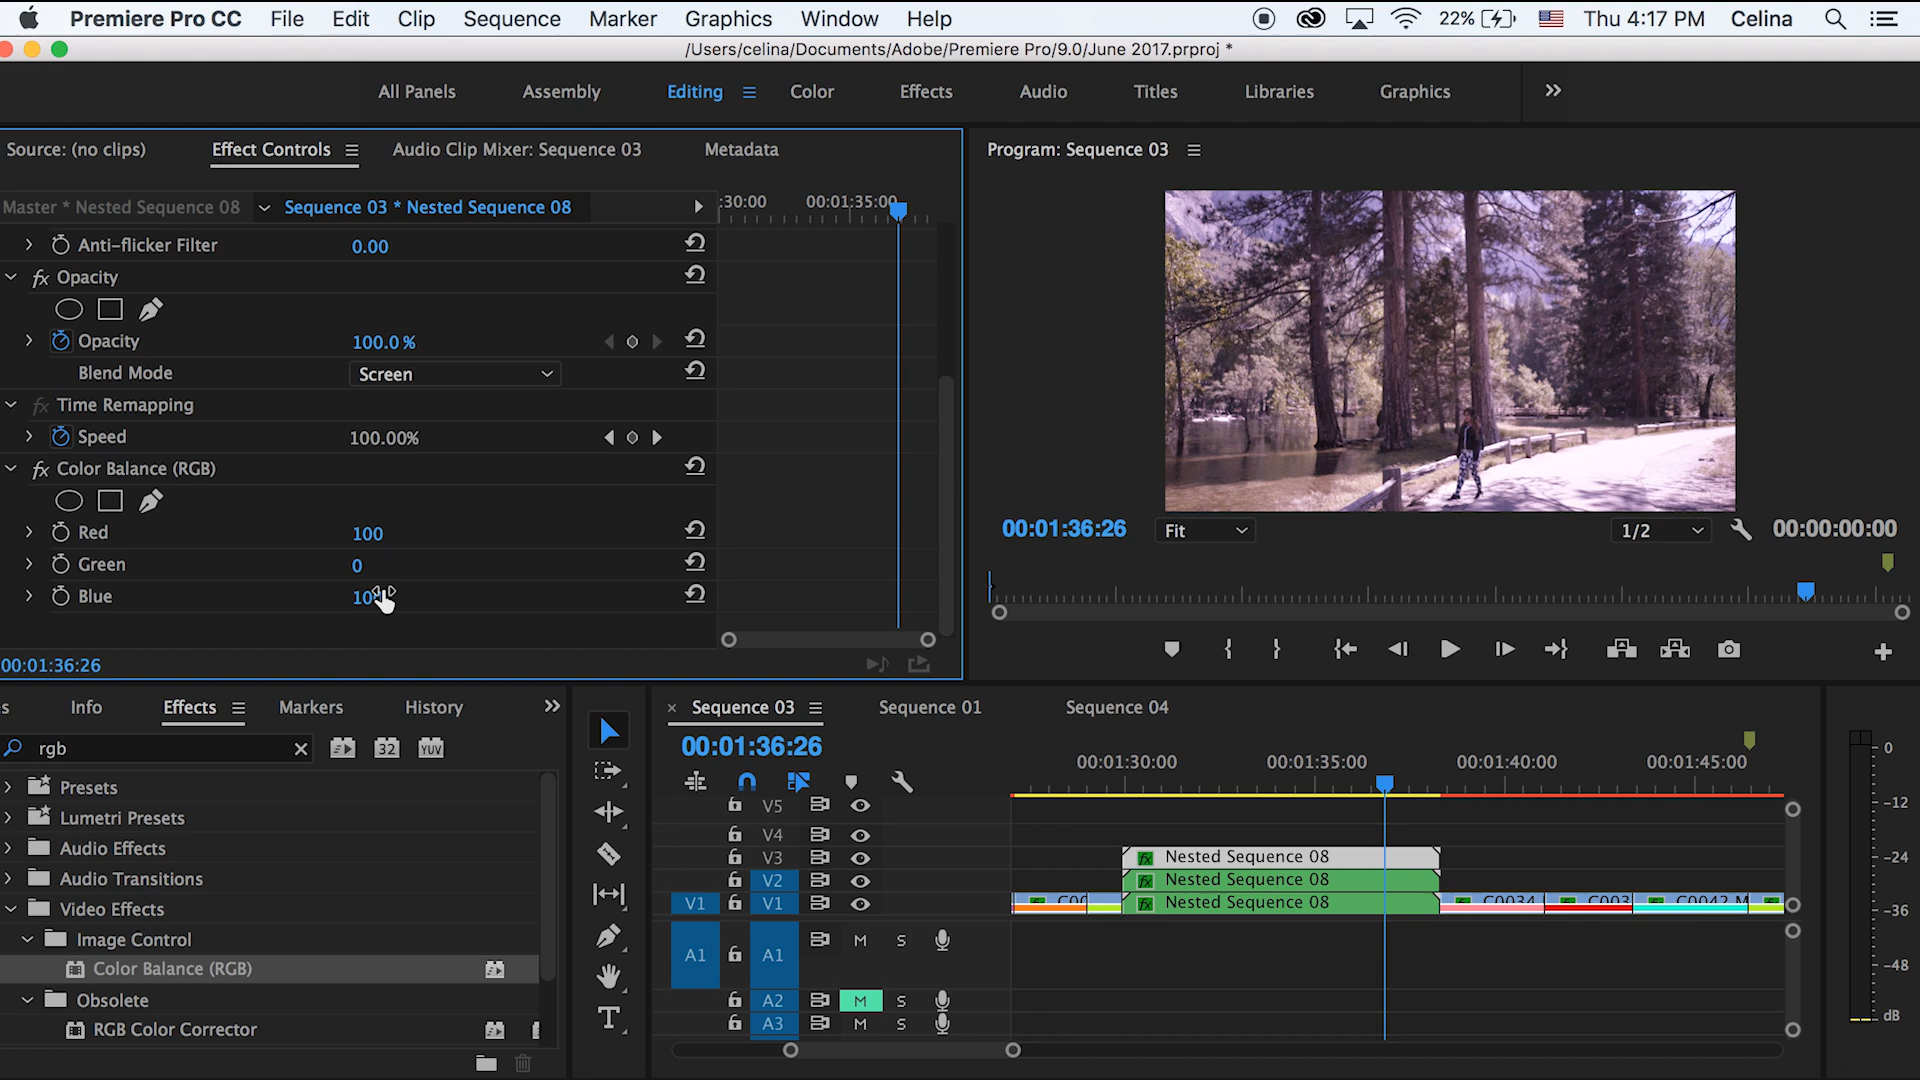 Premiere Pro CC File Edit Clip Sequence Marker Graphics Window Help 22% Thu 4:17 PM Celina
/Users/celina/Documents/Adobe/Premiere Pro/9.0/June 2017.prproj *
All Panels Assembly Editing Color Effects Audio Titles Libraries Graphics
Source: (no clips) Effect Controls Audio Clip Mixer: Sequence 03 Metadata
Master * Nested Sequence 08 Sequence 03 * Nested Sequence 08
:30:00 00:01:35:00
Anti-flicker Filter 0.00
fx Opacity
Opacity 100.0 %
Blend Mode Screen
fx Time Remapping
Speed 100.00%
fx Color Balance (RGB)
Red 100
Green 0
Blue
00:01:36:26
Program: Sequence 03
00:01:36:26 Fit 1/2 00:00:00:00
Info Effects Markers History
rgb 32 YUV
Presets
Lumetri Presets
Audio Effects
Audio Transitions
Video Effects
Image Control
Color Balance (RGB)
Obsolete
RGB Color Corrector
Sequence 03 Sequence 01 Sequence 04
00:01:36:26
00:01:30:00 00:01:35:00 00:01:40:00 00:01:45:00
V5
V4
V3 fx Nested Sequence 08
V2 fx Nested Sequence 08
V1 V1 fx Nested Sequence 08 C0034 C0042 M
A1 A1 M S
A2 M S
A3 M S
0
-12
-24
-36
-48
dB